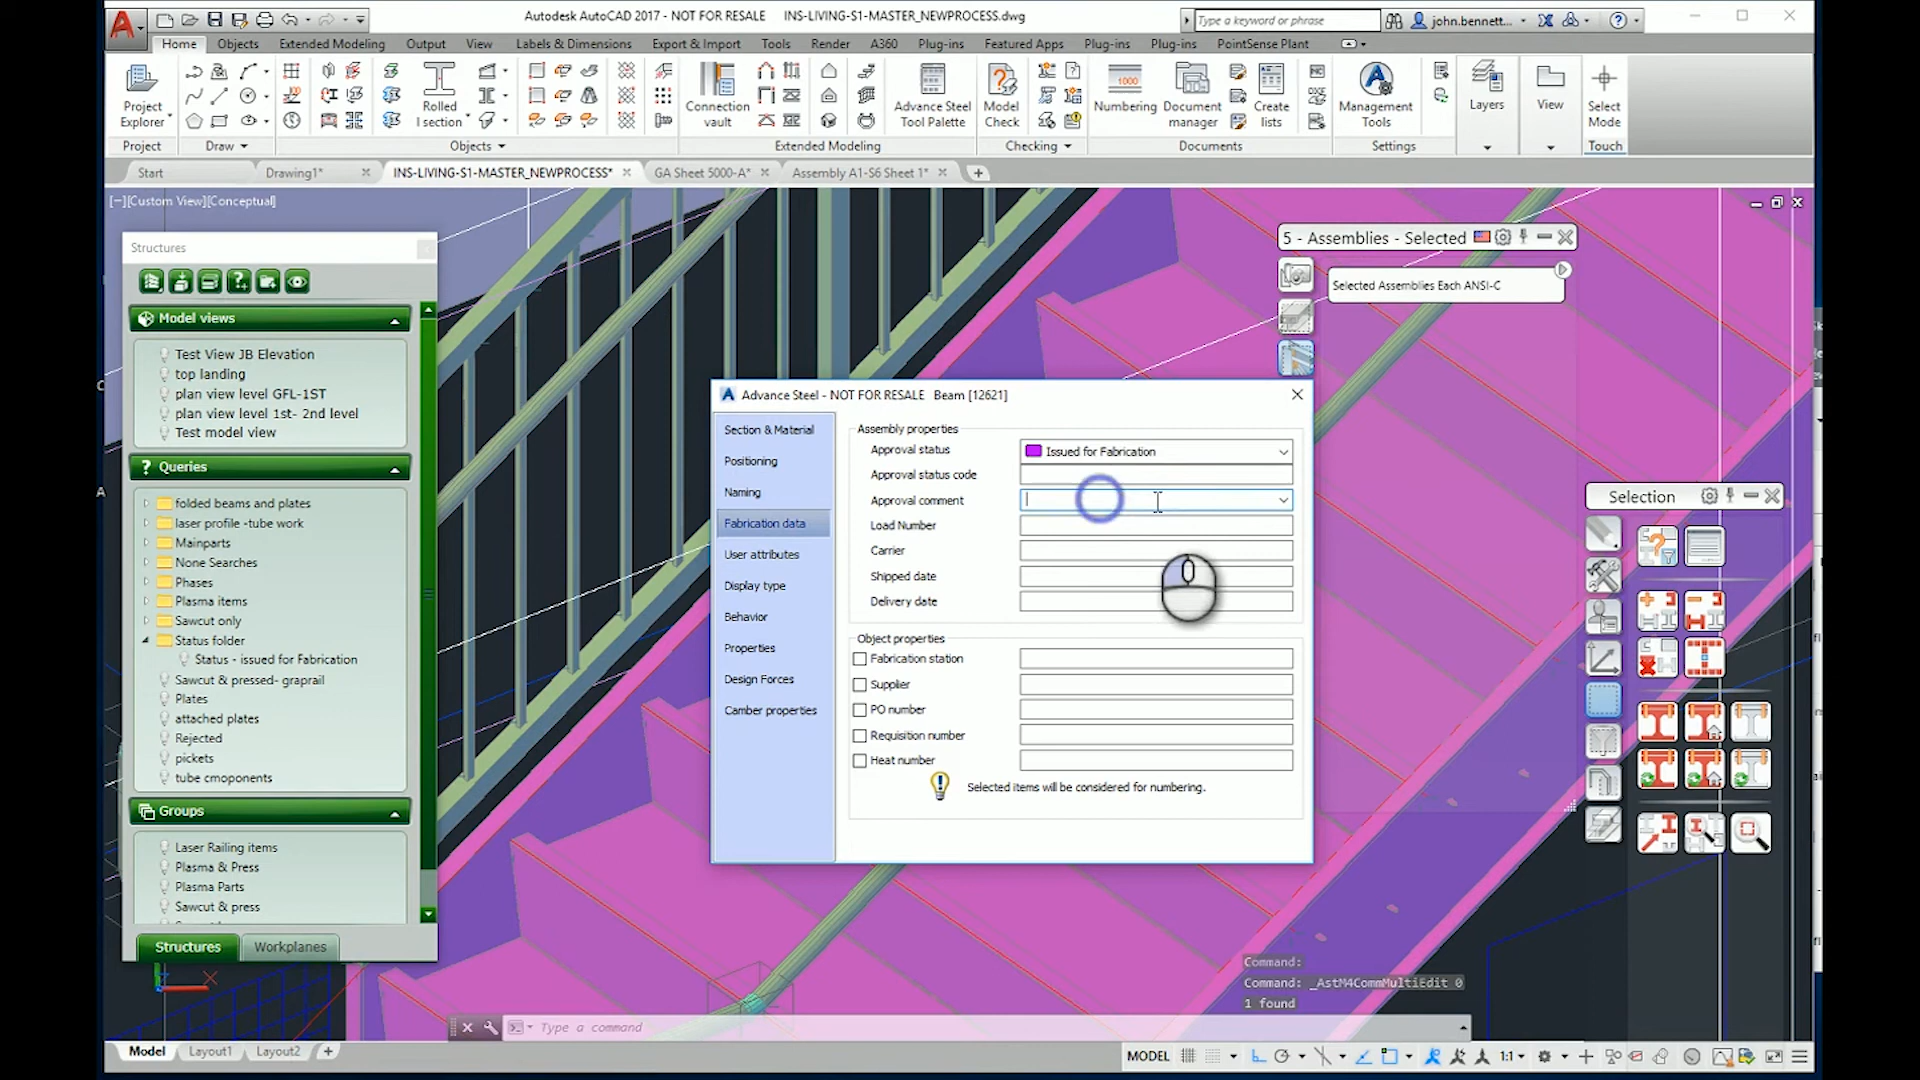 Autodesk AutoCAD 2017 - NOT FOR RESALE INS-LIVING-S1-MASTER_NEWPROCESS.dwg
Type a keyword or phrase
john.bennett...
Home Objects Extended Modeling Output View Labels & Dimensions Export & Import Tools Render A360 Plug-ins Featured Apps Plug-ins Plug-ins PointSense Plant
Project Explorer
Rolled I section
Connection vault
Advance Steel Tool Palette
Model Check
1000
Numbering
Document manager
Create lists
Management Tools
Layers
View
Select Mode
Project Draw Objects Extended Modeling Checking Documents Settings Touch
Start Drawing1* INS-LIVING-S1-MASTER_NEWPROCESS* GA Sheet 5000-A* Assembly A1-S6 Sheet 1*
[−][Custom View][Conceptual]
Structures
Model views
Test View JB Elevation
top landing
plan view level GFL-1ST
plan view level 1st- 2nd level
Test model view
? Queries
folded beams and plates
laser profile -tube work
Mainparts
None Searches
Phases
Plasma items
Sawcut only
Status folder
Status - issued for Fabrication
Sawcut & pressed- graprail
Plates
attached plates
Rejected
pickets
tube cmoponents
Groups
Laser Railing items
Plasma & Press
Plasma Parts
Sawcut & press
Structures Workplanes
5 - Assemblies - Selected
Selected Assemblies Each ANSI-C
Advance Steel - NOT FOR RESALE Beam [12621]
Section & Material
Positioning
Naming
Fabrication data
User attributes
Display type
Behavior
Properties
Design Forces
Camber properties
Assembly properties
Approval status Issued for Fabrication
Approval status code
Approval comment
Load Number
Carrier
Shipped date
Delivery date
Object properties
Fabrication station
Supplier
PO number
Requisition number
Heat number
Selected items will be considered for numbering.
Selection
Command:
Command: _AstM4CommMultiEdit 0
1 found
Type a command
Model Layout1 Layout2 +
MODEL 1:1